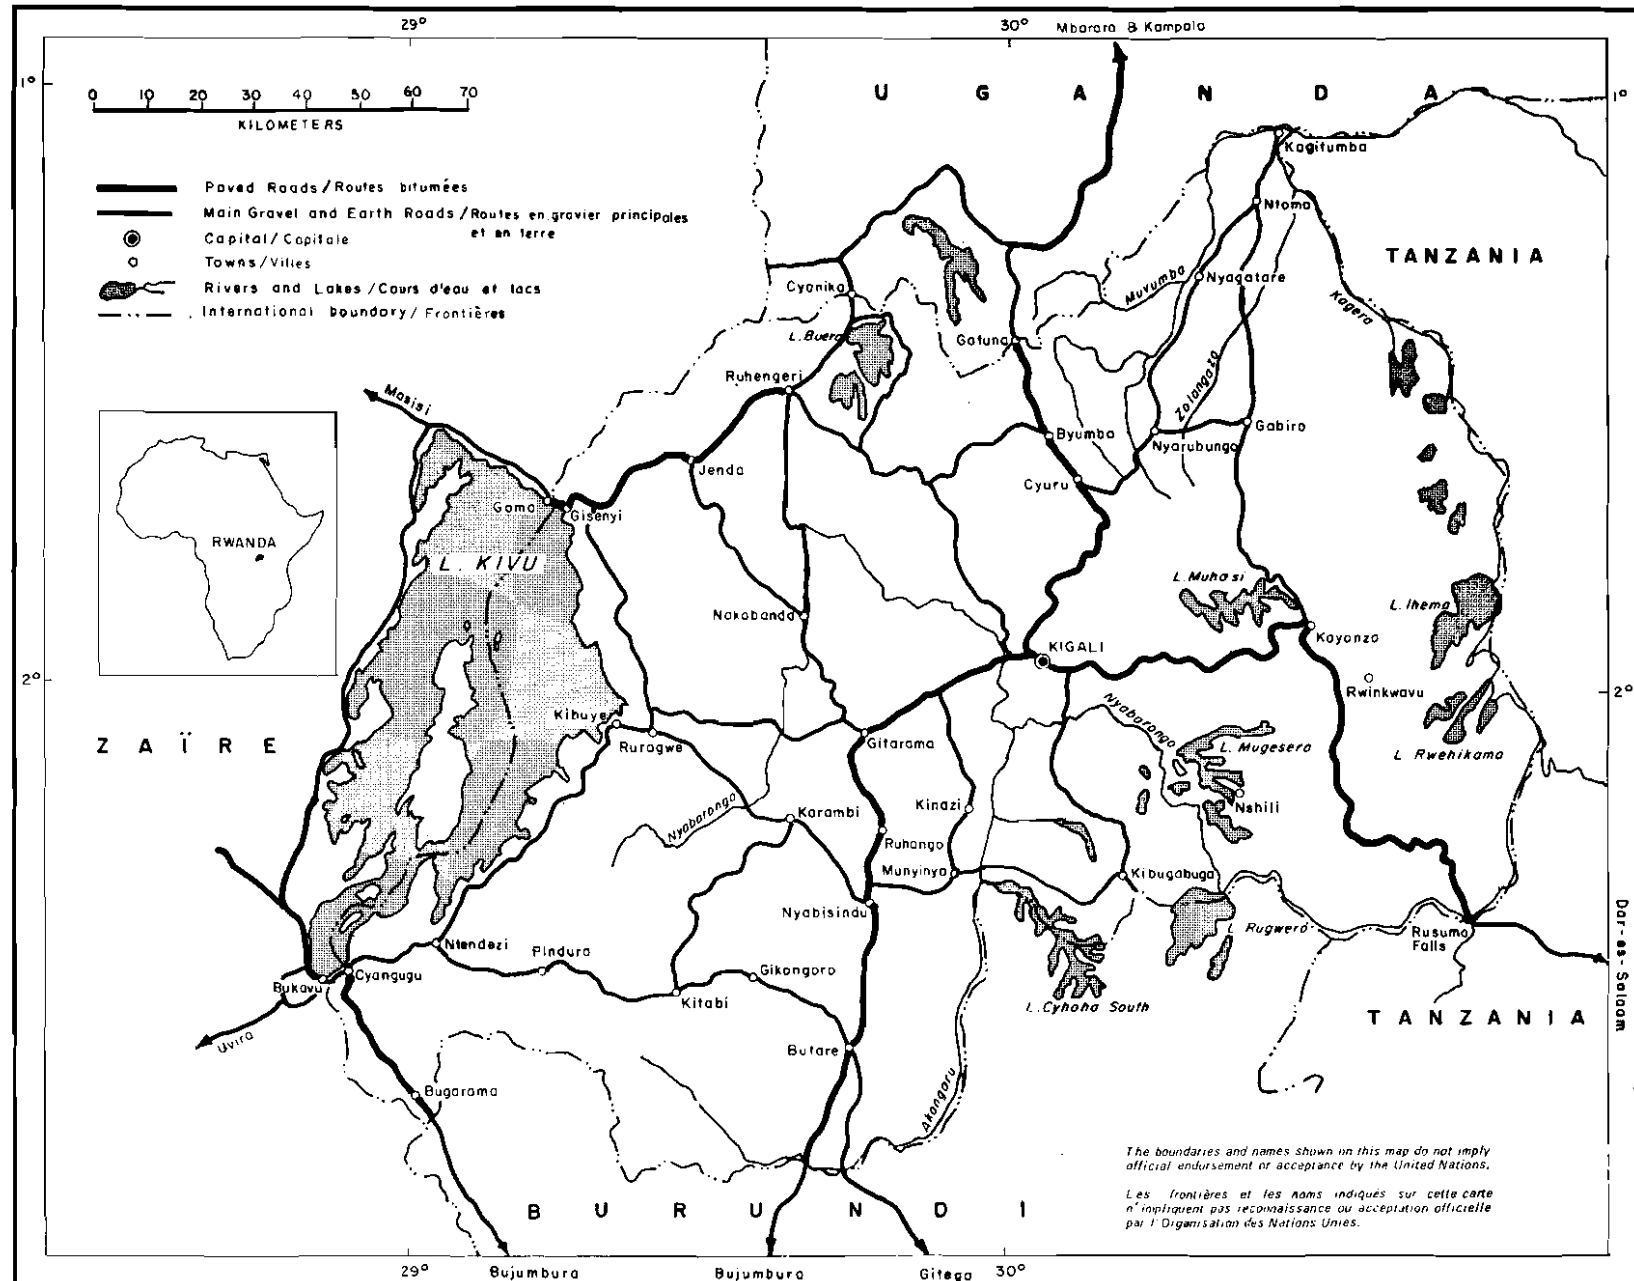 29°
30°
Mbarara & Kampala
1°
1°
U G A N D A
0 10 20 30 40 50 60 70
KILOMETERS
Paved Roads/Routes bitumées
Main Gravel and Earth Roads/Routes en gravier principales
et en terre
Capital/Capitale
Towns/Villes
Rivers and Lakes/Cours d'eau et lacs
International boundary/Frontières
Kagitumba
Ntoma
TANZANIA
Nyagatare
Muvumba
Kagera
Cyanika
L. Buera
Gatuna
Ruhengeri
Masisi
Zalangasa
Byumba
Nyarubungo
Gabiro
Jenda
Cyuru
Goma
Gisenyi
RWANDA
L. KIVU
L. Muhasi
L. Ihema
Nakabanda
Kayonza
KIGALI
2°
2°
Rwinkwavu
Nyabarongo
Kibuye
Ruragwe
Gitarama
L. Mugesera
L. Rwehikama
Z A Ï R E
Nyabarongo
Karambi
Kinazi
Nshili
Ruhango
Munyinya
Kibugabuga
Nyabisindu
L. Rugwero
Rusumo
Falls
Dar-es-Salaam
Ntendezi
Pindura
Gikongoro
Cyangugu
Bukavu
Kitabi
L. Cyhoha South
TANZANIA
Uvira
Butare
Bugarama
Akangaru
The boundaries and names shown on this map do not imply
official endorsement or acceptance by the United Nations.
Les frontières et les noms indiqués sur cette carte
n'impliquent pas reconnaissance ou acceptation officielle
par l'Organisation des Nations Unies.
B U R U N D I
29°
Bujumbura
Bujumbura
Gitega
30°